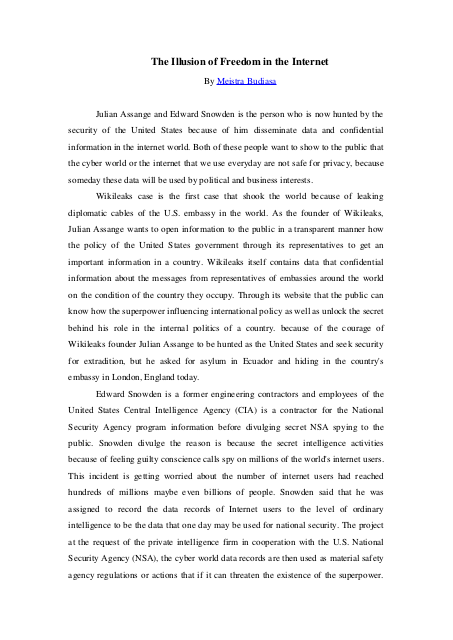 The Illusion of Freedom in the Internet
By Meistra Budiasa
Julian Assange and Edward Snowden is the person who is now hunted by the
security of the United States because of him disseminate data and confidential
information in the internet world. Both of these people want to show to the public that
the cyber world or the internet that we use everyday are not safe for privacy, because
someday these data will be used by political and business interests.
Wikileaks case is the first case that shook the world because of leaking
diplomatic cables of the U.S. embassy in the world. As the founder of Wikileaks,
Julian Assange wants to open information to the public in a transparent manner how
the policy of the United States government through its representatives to get an
important information in a country. Wikileaks itself contains data that confidential
information about the messages from representatives of embassies around the world
on the condition of the country they occupy. Through its website that the public can
know how the superpower influencing international policy as well as unlock the secret
behind his role in the internal politics of a country. because of the courage of
Wikileaks founder Julian Assange to be hunted as the United States and seek security
for extradition, but he asked for asylum in Ecuador and hiding in the country's
embassy in London, England today.
Edward Snowden is a former engineering contractors and employees of the
United States Central Intelligence Agency (CIA) is a contractor for the National
Security Agency program information before divulging secret NSA spying to the
public. Snowden divulge the reason is because the secret intelligence activities
because of feeling guilty conscience calls spy on millions of the world's internet users.
This incident is getting worried about the number of internet users had reached
hundreds of millions maybe even billions of people. Snowden said that he was
assigned to record the data records of Internet users to the level of ordinary
intelligence to be the data that one day may be used for national security. The project
at the request of the private intelligence firm in cooperation with the U.S. National
Security Agency (NSA), the cyber world data records are then used as material safety
agency regulations or actions that if it can threaten the existence of the superpower.